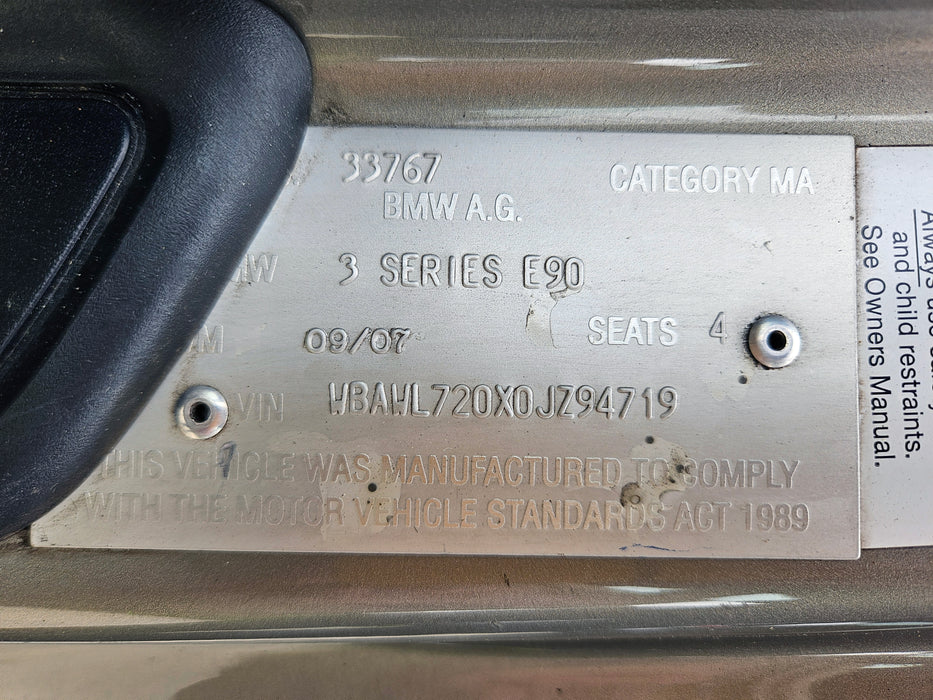 33767 CATEGORY MA
BMW A.G.
3 SERIES E90
09/07 SEATS 4
VIN WBAWL720X0JZ94719
THIS VEHICLE WAS MANUFACTURED TO COMPLY
WITH THE MOTOR VEHICLE STANDARDS ACT 1989
Always
and child restraints.
See Owners Manual.